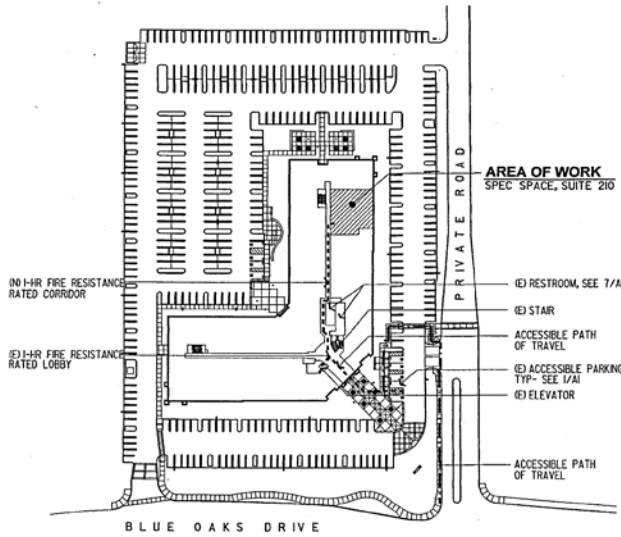 AREA OF WORK
SPEC SPACE, SUITE 210
PRIVATE ROAD
(N) 1-HR FIRE RESISTANCE
RATED CORRIDOR
(E) RESTROOM, SEE 7/A
(E) STAIR
ACCESSIBLE PATH
OF TRAVEL
(E) 1-HR FIRE RESISTANCE
RATED LOBBY
(E) ACCESSIBLE PARKING
TYP- SEE 1/A1
(E) ELEVATOR
ACCESSIBLE PATH
OF TRAVEL
BLUE OAKS DRIVE